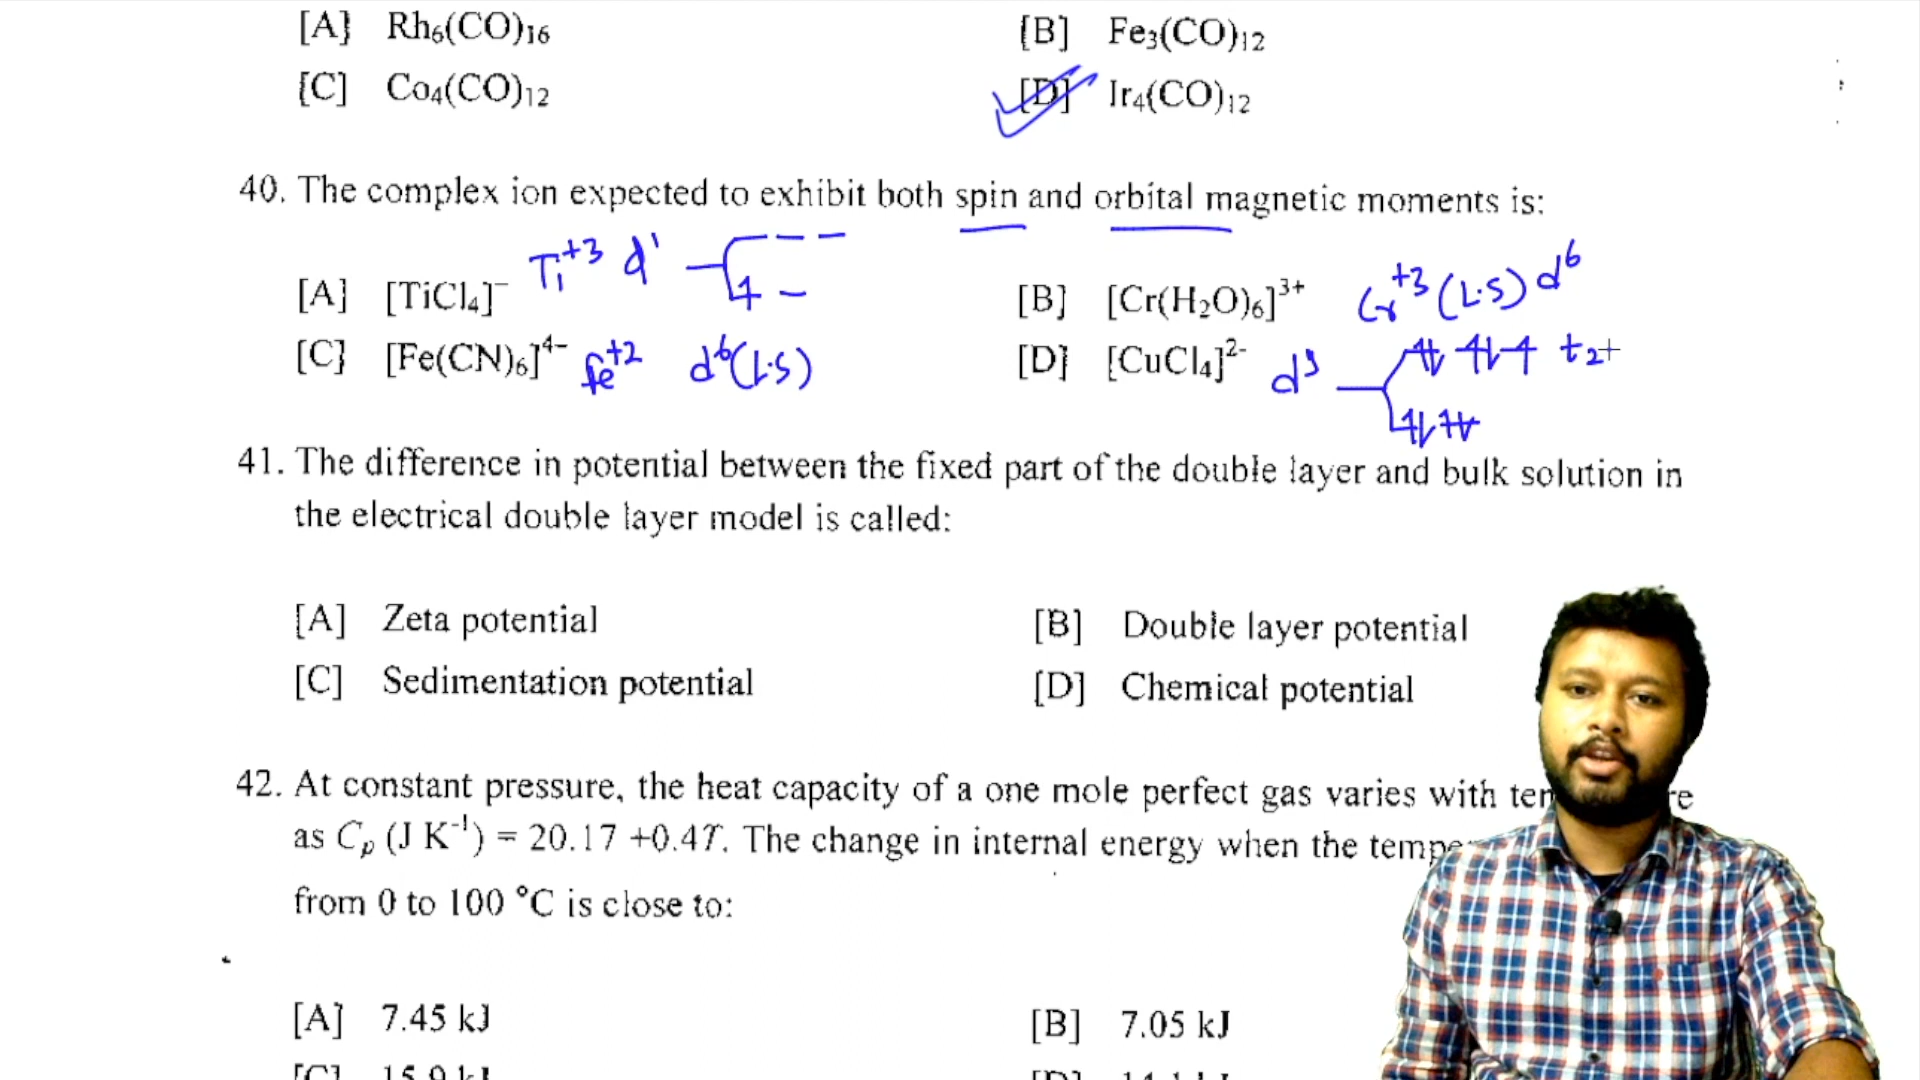 [A] Rh₆(CO)₁₆ [B] Fe₃(CO)₁₂
[C] Co₄(CO)₁₂ [D] Ir₄(CO)₁₂
40. The complex ion expected to exhibit both spin and orbital magnetic moments is:
Ti⁺³ d¹
[A] [TiCl₄]⁻ [B] [Cr(H₂O)₆]³⁺ Cr⁺³ (L.S) d⁶
[C] [Fe(CN)₆]⁴⁻ fe⁺² d⁶(L.S) [D] [CuCl₄]²⁻ d⁹ t₂
41. The difference in potential between the fixed part of the double layer and bulk solution in
the electrical double layer model is called:
[A] Zeta potential [B] Double layer potential
[C] Sedimentation potential [D] Chemical potential
42. At constant pressure, the heat capacity of a one mole perfect gas varies with
as Cₚ (J K⁻¹) = 20.17 +0.4T. The change in internal energy when the
from 0 to 100 °C is close to:
[A] 7.45 kJ [B] 7.05 kJ